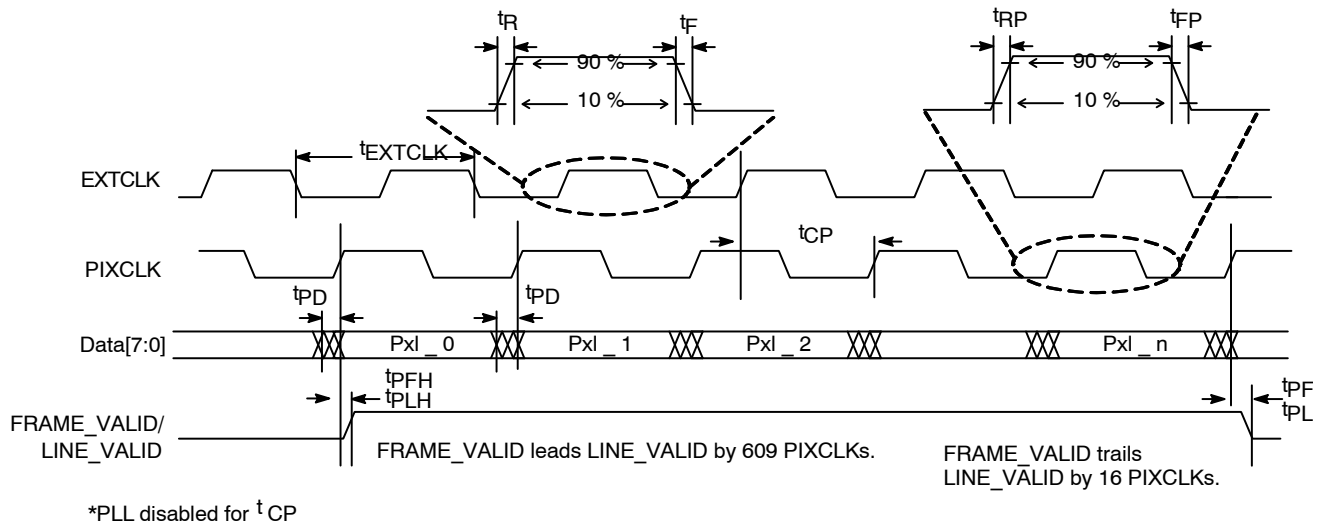 tR
tF
tRP
tFP
90 %
90 %
10 %
10 %
tEXTCLK
EXTCLK
tCP
PIXCLK
tPD
tPD
Data[7:0]
Pxl _ 0
Pxl _ 1
Pxl _ 2
Pxl _ n
tPFH
tPLH
tPF
tPL
FRAME_VALID/
LINE_VALID
FRAME_VALID leads LINE_VALID by 609 PIXCLKs.
FRAME_VALID trails
LINE_VALID by 16 PIXCLKs.
*PLL disabled for tCP